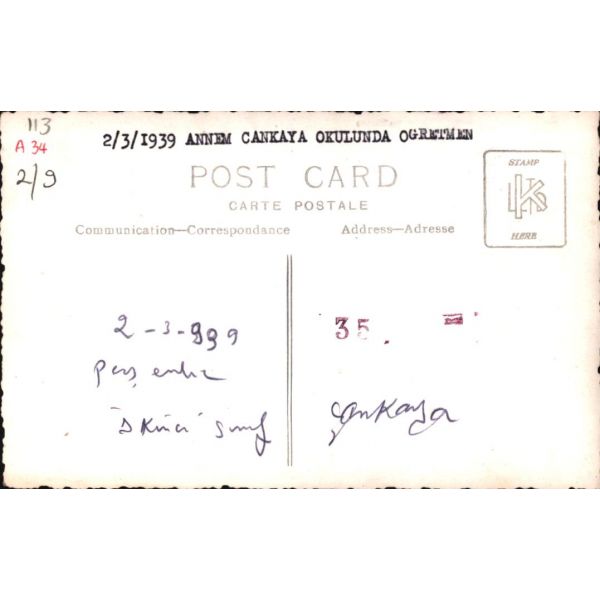 113
A 34
2/9
2/3/1939 ANNEM CANKAYA OKULUNDA OGRETMEN
POST CARD
CARTE POSTALE
Communication—Correspondance
Address—Adresse
STAMP
HERE
2-3-939
Perşembe
İkinci Sınıf
35.
Çankaya